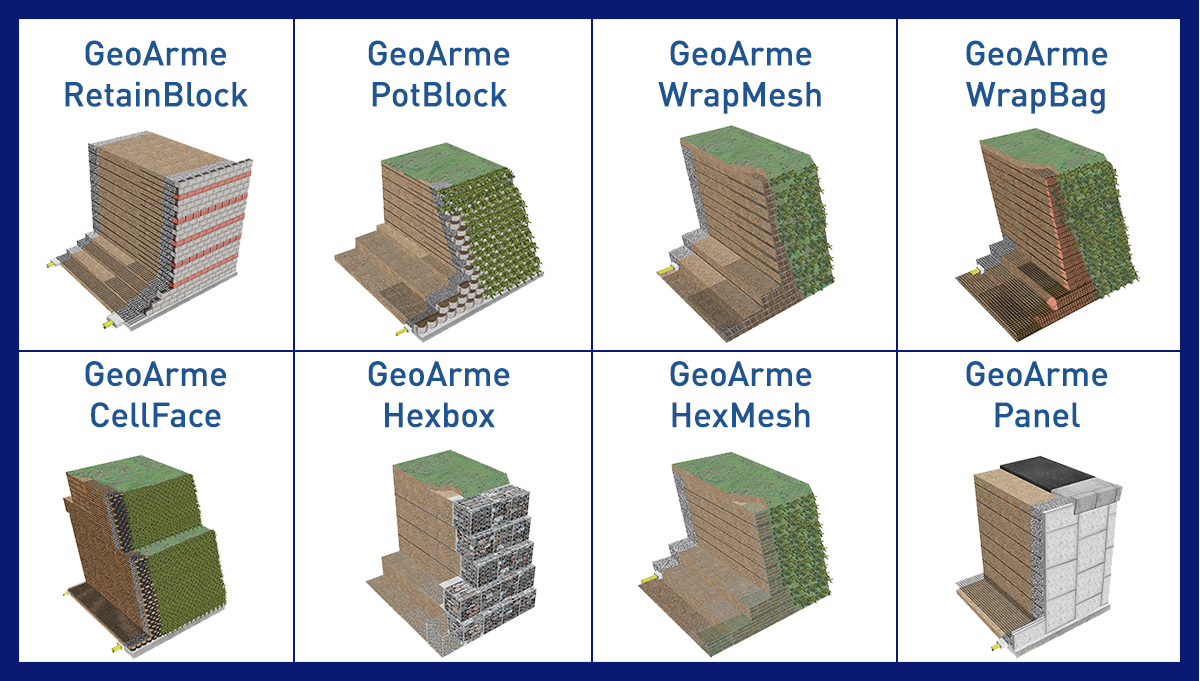 GeoArme
RetainBlock
GeoArme
PotBlock
GeoArme
WrapMesh
GeoArme
WrapBag
GeoArme
CellFace
GeoArme
Hexbox
GeoArme
HexMesh
GeoArme
Panel